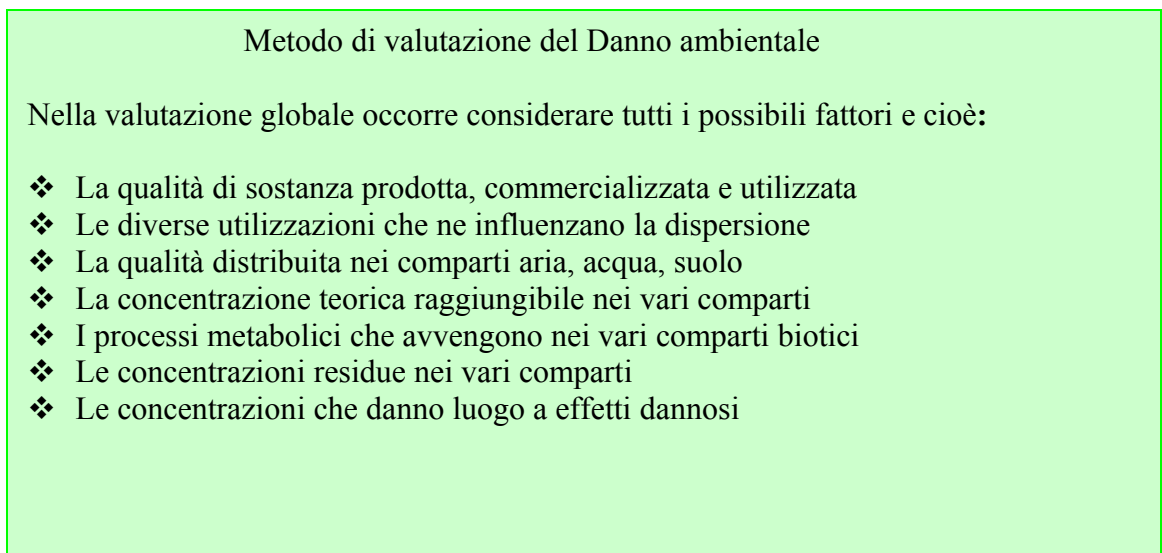 Metodo di valutazione del Danno ambientale
Nella valutazione globale occorre considerare tutti i possibili fattori e cioè:
❖ La qualità di sostanza prodotta, commercializzata e utilizzata
❖ Le diverse utilizzazioni che ne influenzano la dispersione
❖ La qualità distribuita nei comparti aria, acqua, suolo
❖ La concentrazione teorica raggiungibile nei vari comparti
❖ I processi metabolici che avvengono nei vari comparti biotici
❖ Le concentrazioni residue nei vari comparti
❖ Le concentrazioni che danno luogo a effetti dannosi